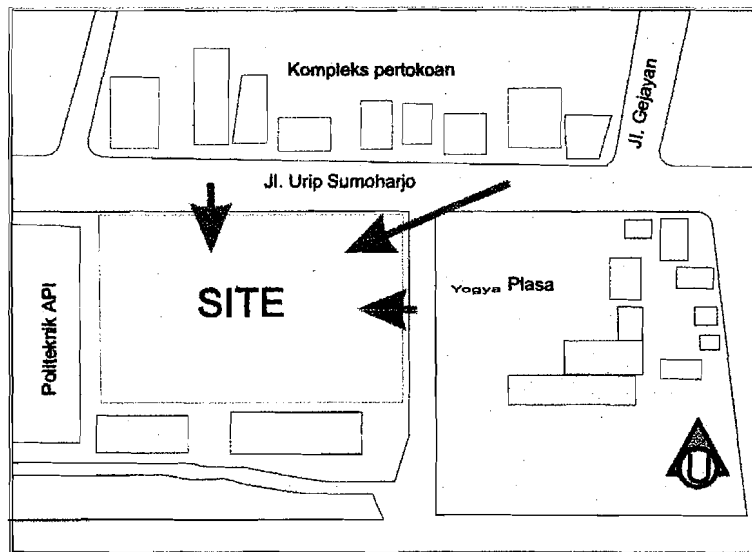 Kompleks pertokoan
Jl. Gejayan
Jl. Urip Sumoharjo
Politeknik API
SITE
Yogya Plasa
U